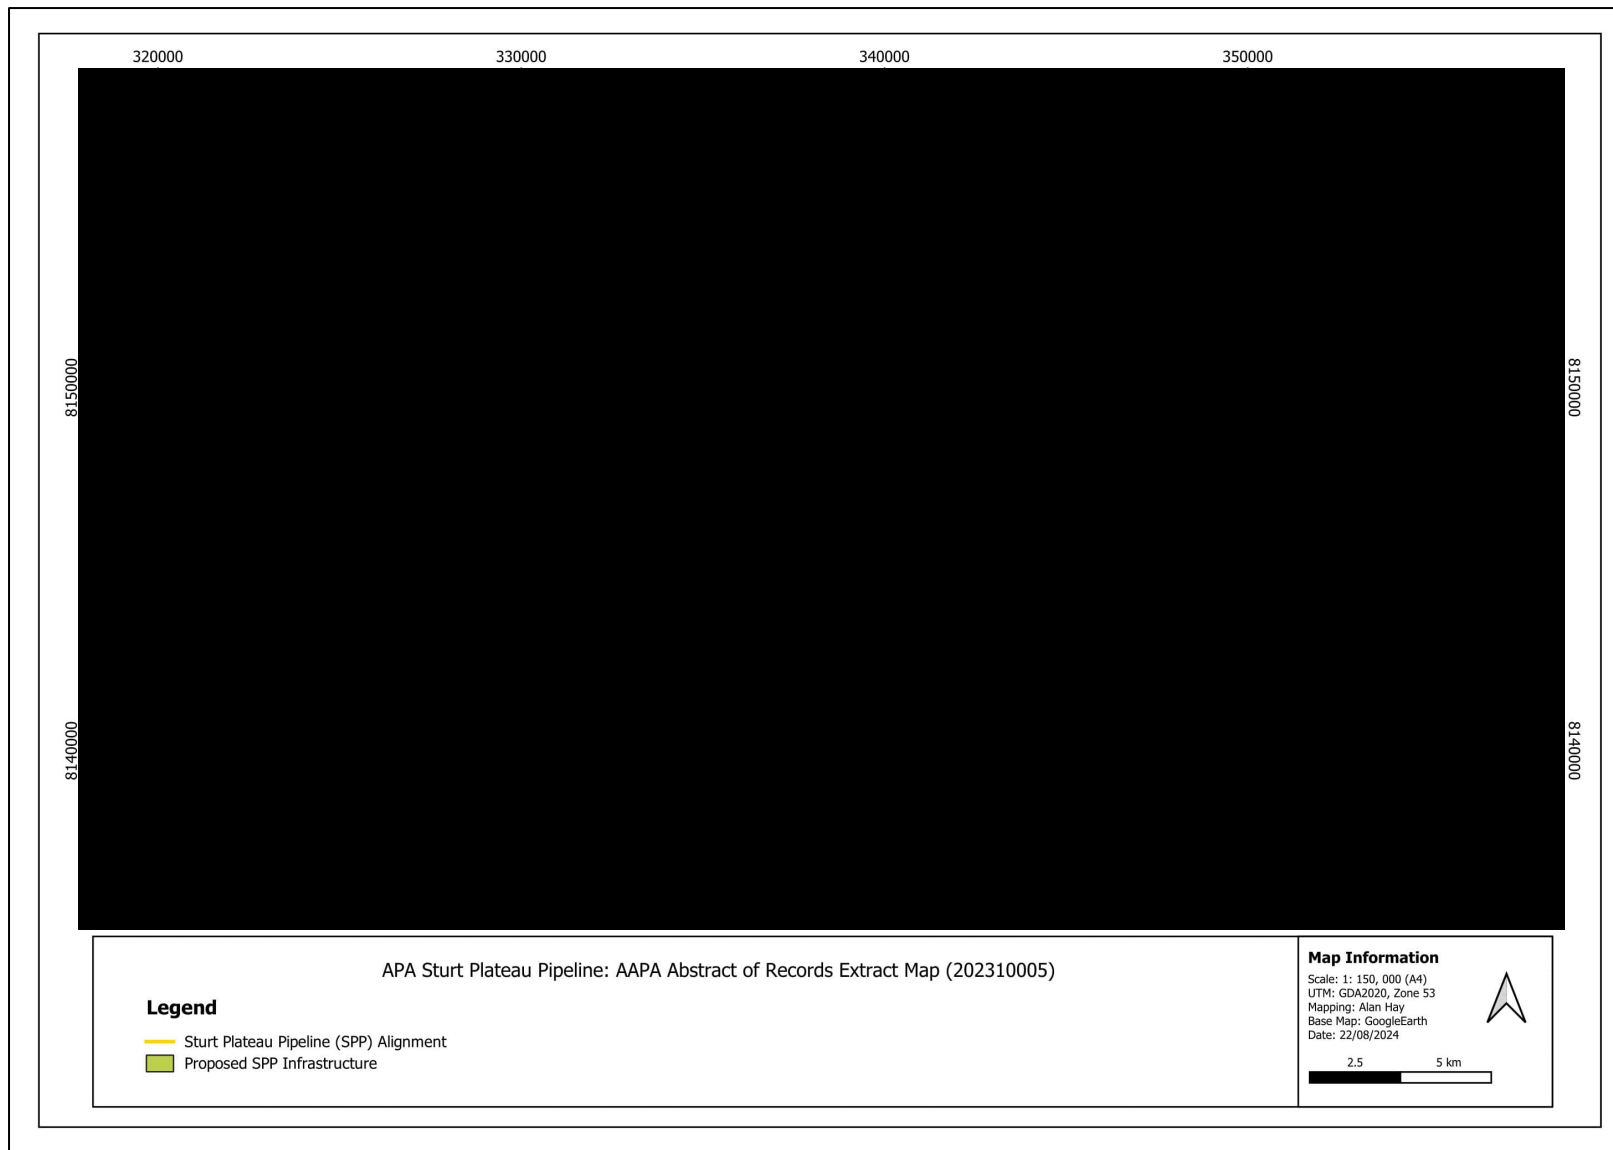 320000 330000 340000 350000
8150000 8150000
8140000 8140000
APA Sturt Plateau Pipeline: AAPA Abstract of Records Extract Map (202310005)
Legend
Sturt Plateau Pipeline (SPP) Alignment
Proposed SPP Infrastructure
Map Information
Scale: 1: 150, 000 (A4)
UTM: GDA2020, Zone 53
Mapping: Alan Hay
Base Map: GoogleEarth
Date: 22/08/2024
2.5 5 km